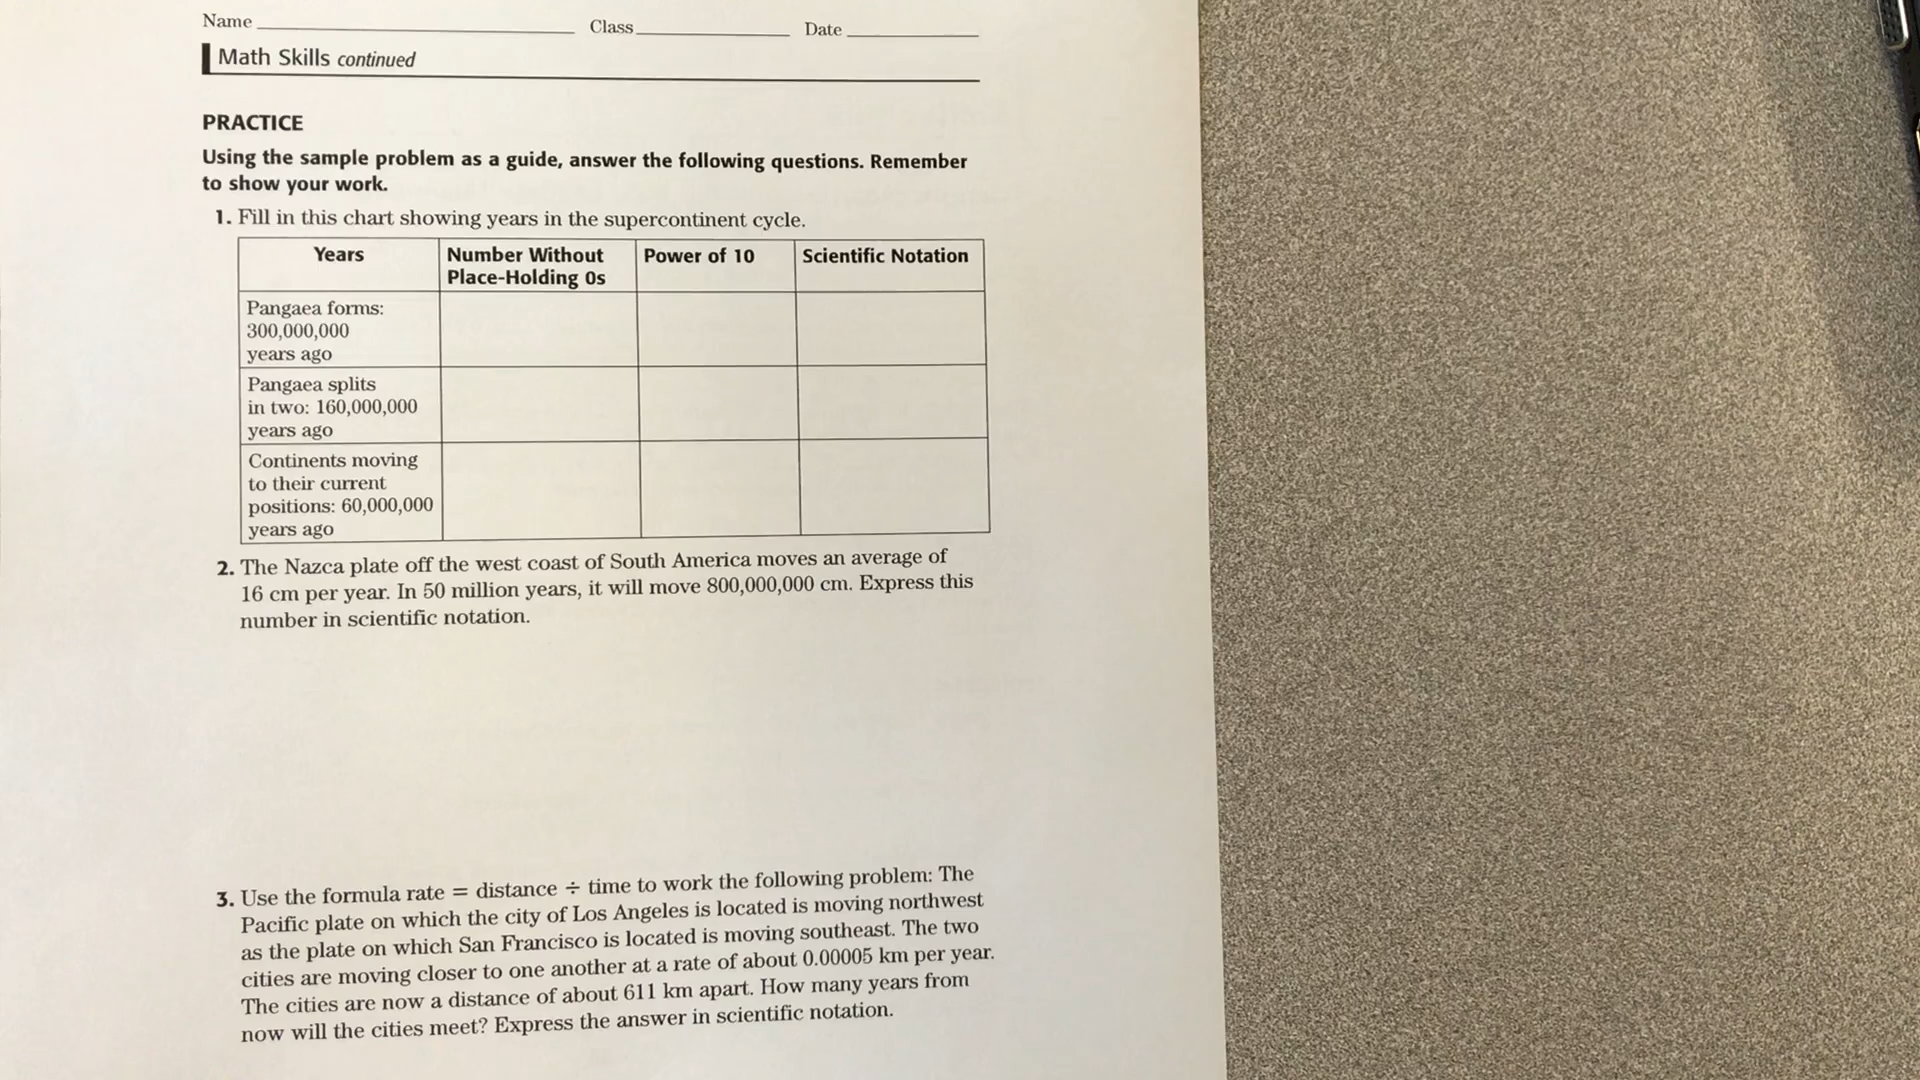 Name Class Date
Math Skills continued
PRACTICE
Using the sample problem as a guide, answer the following questions. Remember
to show your work.
1. Fill in this chart showing years in the supercontinent cycle.
Years
Number Without
Place-Holding 0s
Power of 10
Scientific Notation
Pangaea forms:
300,000,000
years ago
Pangaea splits
in two: 160,000,000
years ago
Continents moving
to their current
positions: 60,000,000
years ago
2. The Nazca plate off the west coast of South America moves an average of
16 cm per year. In 50 million years, it will move 800,000,000 cm. Express this
number in scientific notation.
3. Use the formula rate = distance ÷ time to work the following problem: The
Pacific plate on which the city of Los Angeles is located is moving northwest
as the plate on which San Francisco is located is moving southeast. The two
cities are moving closer to one another at a rate of about 0.00005 km per year.
The cities are now a distance of about 611 km apart. How many years from
now will the cities meet? Express the answer in scientific notation.